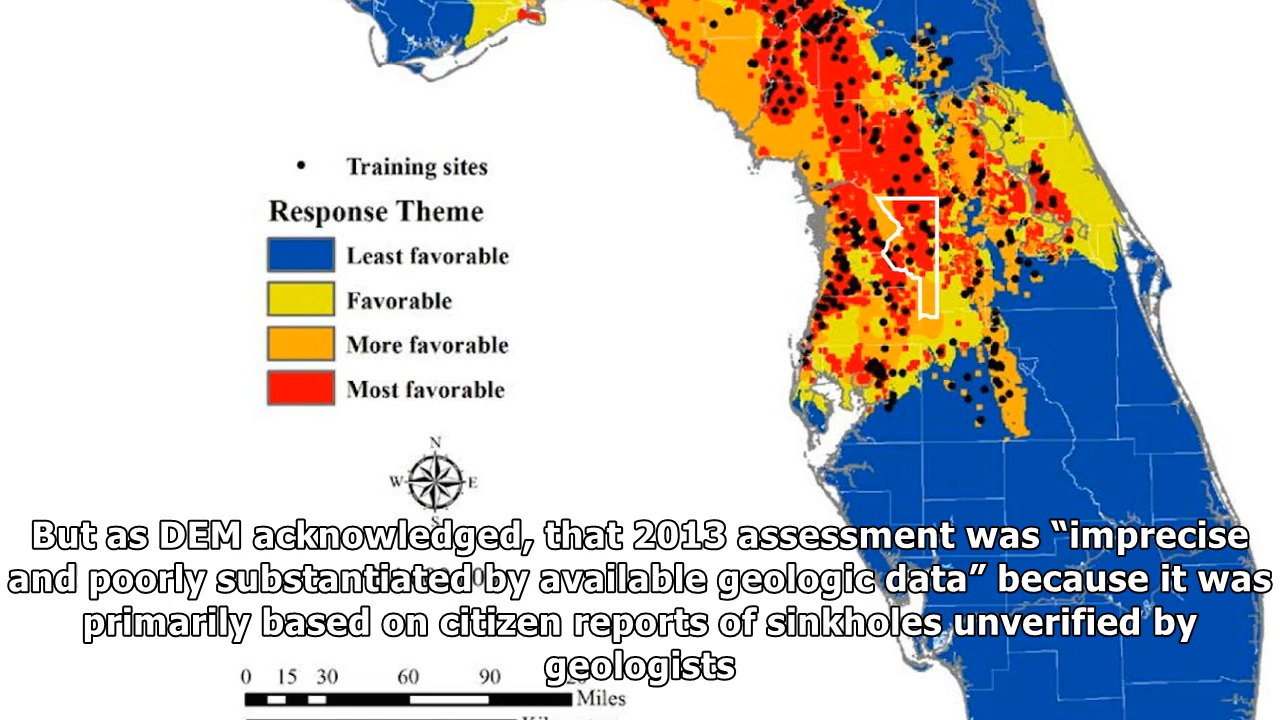 Training sites
Response Theme
Least favorable
Favorable
More favorable
Most favorable
N
W
E
But as DEM acknowledged, that 2013 assessment was “imprecise
and poorly substantiated by available geologic data” because it was
primarily based on citizen reports of sinkholes unverified by
geologists
0 15 30 60 90
Miles